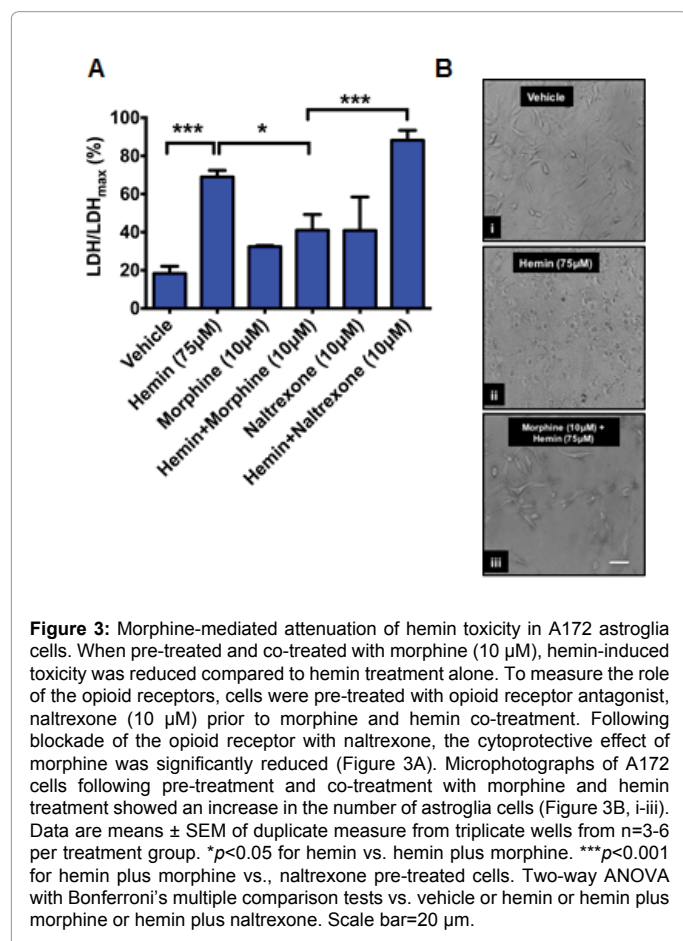 A
B
LDH/LDHmax (%)
100
80
60
40
20
0
***
*
***
Vehicle
Hemin (75µM)
Morphine (10µM)
Hemin+Morphine (10µM)
Naltrexone (10µM)
Hemin+Naltrexone (10µM)
Vehicle
i
Hemin (75µM)
ii
Morphine (10µM) +
Hemin (75µM)
iii
Figure 3: Morphine-mediated attenuation of hemin toxicity in A172 astroglia
cells. When pre-treated and co-treated with morphine (10 µM), hemin-induced
toxicity was reduced compared to hemin treatment alone. To measure the role
of the opioid receptors, cells were pre-treated with opioid receptor antagonist,
naltrexone (10 µM) prior to morphine and hemin co-treatment. Following
blockade of the opioid receptor with naltrexone, the cytoprotective effect of
morphine was significantly reduced (Figure 3A). Microphotographs of A172
cells following pre-treatment and co-treatment with morphine and hemin
treatment showed an increase in the number of astroglia cells (Figure 3B, i-iii).
Data are means ± SEM of duplicate measure from triplicate wells from n=3-6
per treatment group. *p<0.05 for hemin vs. hemin plus morphine. ***p<0.001
for hemin plus morphine vs., naltrexone pre-treated cells. Two-way ANOVA
with Bonferroni's multiple comparison tests vs. vehicle or hemin or hemin plus
morphine or hemin plus naltrexone. Scale bar=20 µm.